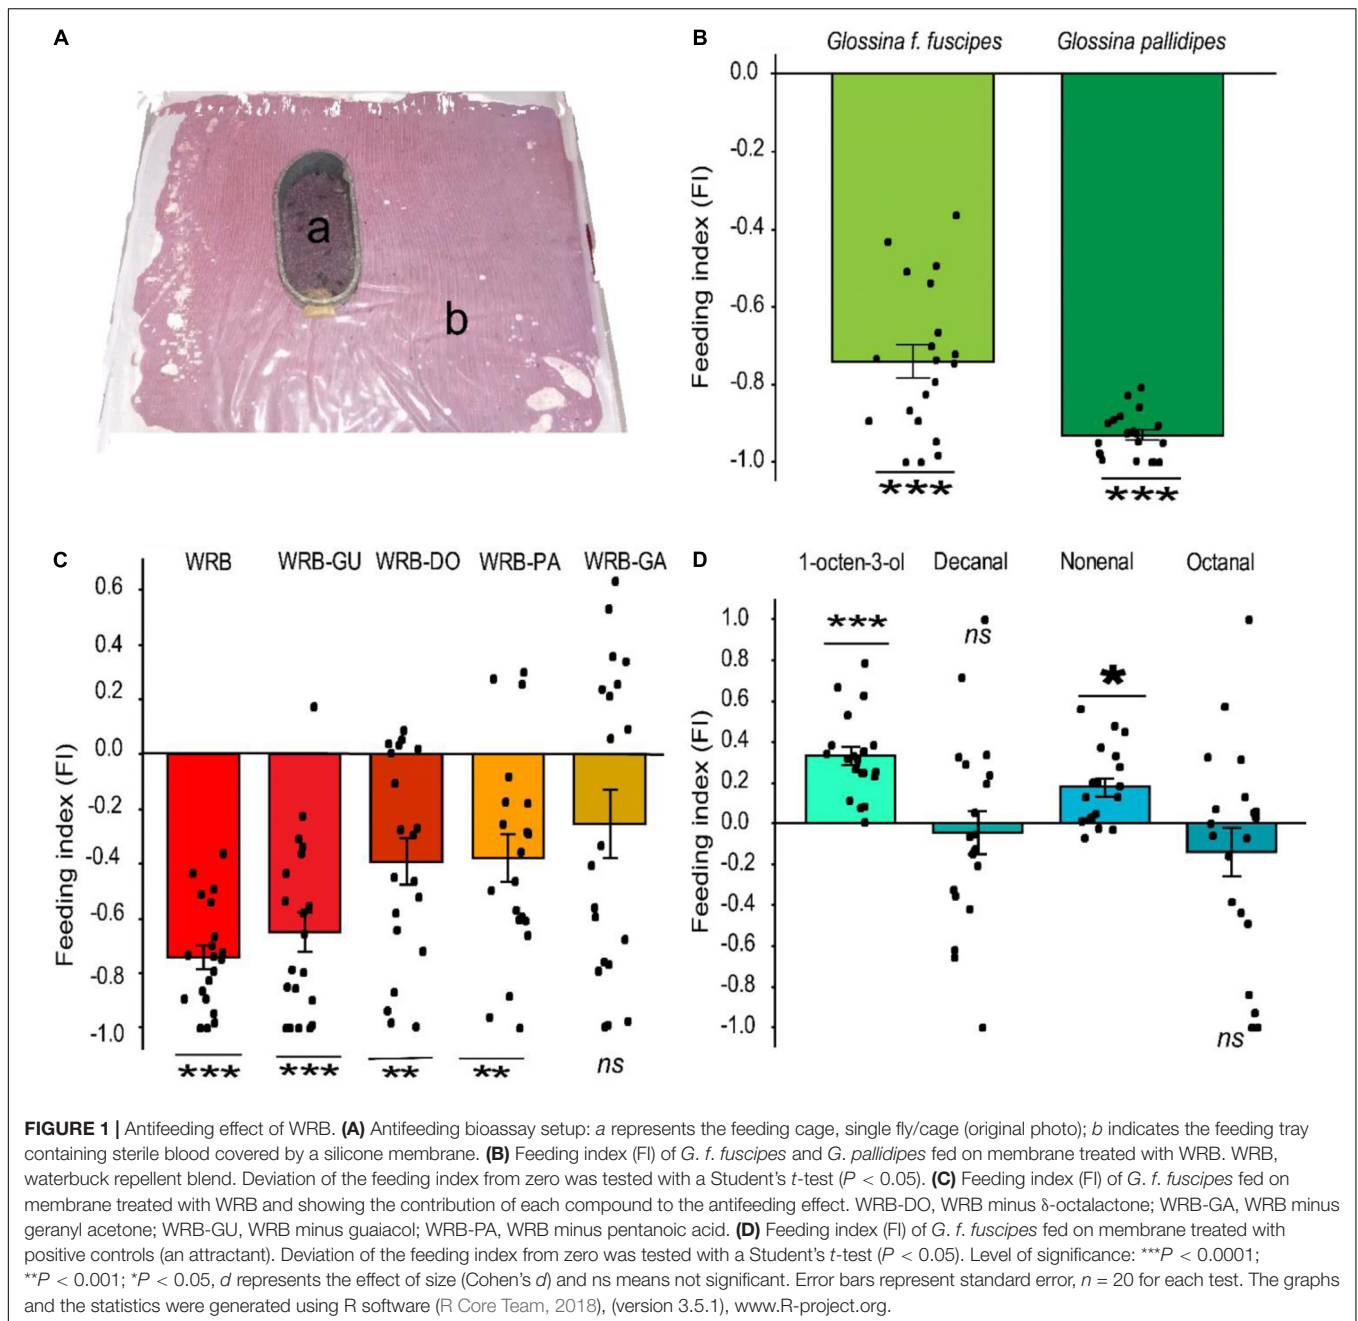 A
a
b
B
Glossina f. fuscipes
Glossina pallidipes
0.0
-0.2
-0.4
-0.6
-0.8
-1.0
Feeding index (FI)
***
***
C
WRB
WRB-GU
WRB-DO
WRB-PA
WRB-GA
0.6
0.4
0.2
0.0
-0.2
-0.4
-0.6
-0.8
-1.0
Feeding index (FI)
***
***
**
**
ns
D
1-octen-3-ol
Decanal
Nonenal
Octanal
1.0
0.8
0.6
0.4
0.2
0.0
-0.2
-0.4
-0.6
-0.8
-1.0
Feeding index (FI)
***
ns
*
ns
FIGURE 1 | Antifeeding effect of WRB. (A) Antifeeding bioassay setup: a represents the feeding cage, single fly/cage (original photo); b indicates the feeding tray
containing sterile blood covered by a silicone membrane. (B) Feeding index (FI) of G. f. fuscipes and G. pallidipes fed on membrane treated with WRB. WRB,
waterbuck repellent blend. Deviation of the feeding index from zero was tested with a Student's t-test (P < 0.05). (C) Feeding index (FI) of G. f. fuscipes fed on
membrane treated with WRB and showing the contribution of each compound to the antifeeding effect. WRB-DO, WRB minus δ-octalactone; WRB-GA, WRB minus
geranyl acetone; WRB-GU, WRB minus guaiacol; WRB-PA, WRB minus pentanoic acid. (D) Feeding index (FI) of G. f. fuscipes fed on membrane treated with
positive controls (an attractant). Deviation of the feeding index from zero was tested with a Student's t-test (P < 0.05). Level of significance: ***P < 0.0001;
**P < 0.001; *P < 0.05, d represents the effect of size (Cohen's d) and ns means not significant. Error bars represent standard error, n = 20 for each test. The graphs
and the statistics were generated using R software (R Core Team, 2018), (version 3.5.1), www.R-project.org.